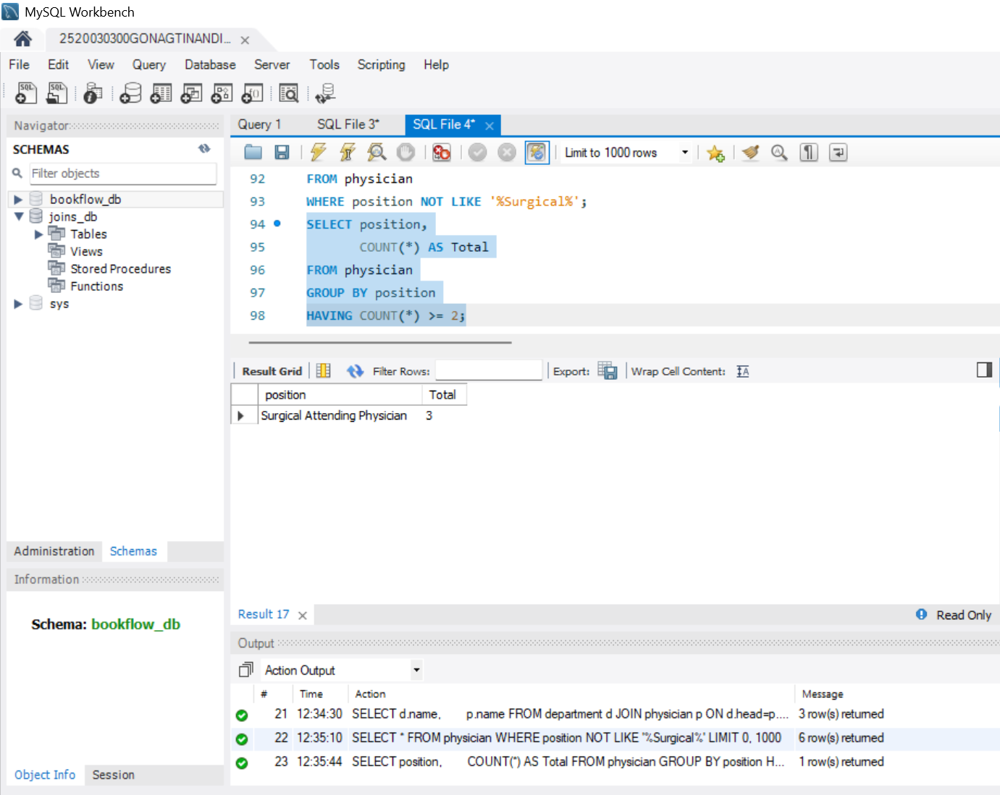 MySQL Workbench
2520030300GONAGTINANDI...
File Edit View Query Database Server Tools Scripting Help
Navigator
SCHEMAS
Filter objects
bookflow_db
joins_db
Tables
Views
Stored Procedures
Functions
sys
Administration Schemas
Information
Schema: bookflow_db
Object Info Session
Query 1 SQL File 3* SQL File 4*
Limit to 1000 rows
92 FROM physician
93 WHERE position NOT LIKE '%Surgical%';
94 SELECT position,
95 COUNT(*) AS Total
96 FROM physician
97 GROUP BY position
98 HAVING COUNT(*) >= 2;
Result Grid Filter Rows: Export: Wrap Cell Content:
position Total
Surgical Attending Physician 3
Result 17 Read Only
Output
Action Output
# Time Action Message
21 12:34:30 SELECT d.name, p.name FROM department d JOIN physician p ON d.head=p.... 3 row(s) returned
22 12:35:10 SELECT * FROM physician WHERE position NOT LIKE '%Surgical%' LIMIT 0, 1000 6 row(s) returned
23 12:35:44 SELECT position, COUNT(*) AS Total FROM physician GROUP BY position H... 1 row(s) returned